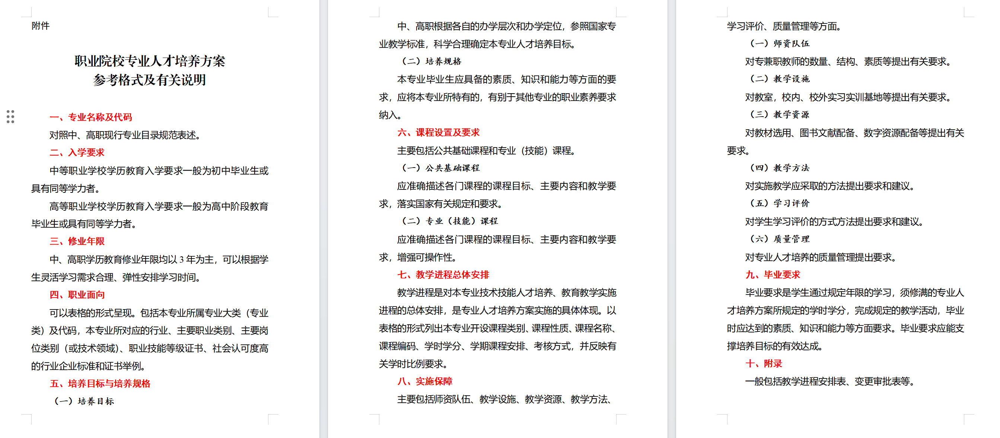 附件
职业院校专业人才培养方案
参考格式及有关说明
一、专业名称及代码
对照中、高职现行专业目录规范表述。
二、入学要求
中等职业学校学历教育入学要求一般为初中毕业生或
具有同等学力者。
高等职业学校学历教育入学要求一般为高中阶段教育
毕业生或具有同等学力者。
三、修业年限
中、高职学历教育修业年限均以 3 年为主，可以根据学
生灵活学习需求合理、弹性安排学习时间。
四、职业面向
可以表格的形式呈现。包括本专业所属专业大类（专业
类）及代码，本专业所对应的行业、主要职业类别、主要岗
位类别（或技术领域）、职业技能等级证书、社会认可度高
的行业企业标准和证书举例。
五、培养目标与培养规格
（一）培养目标
中、高职根据各自的办学层次和办学定位，参照国家专
业教学标准，科学合理确定本专业人才培养目标。
（二）培养规格
本专业毕业生应具备的素质、知识和能力等方面的要
求，应将本专业所特有的，有别于其他专业的职业素养要求
纳入。
六、课程设置及要求
主要包括公共基础课程和专业（技能）课程。
（一）公共基础课程
应准确描述各门课程的课程目标、主要内容和教学要
求，落实国家有关规定和要求。
（二）专业（技能）课程
应准确描述各门课程的课程目标、主要内容和教学要
求，增强可操作性。
七、教学进程总体安排
教学进程是对本专业技术技能人才培养、教育教学实施
进程的总体安排，是专业人才培养方案实施的具体体现。以
表格的形式列出本专业开设课程类别、课程性质、课程名称、
课程编码、学时学分、学期课程安排、考核方式，并反映有
关学时比例要求。
八、实施保障
主要包括师资队伍、教学设施、教学资源、教学方法、
学习评价、质量管理等方面。
（一）师资队伍
对专兼职教师的数量、结构、素质等提出有关要求。
（二）教学设施
对教室，校内、校外实习实训基地等提出有关要求。
（三）教学资源
对教材选用、图书文献配备、数字资源配备等提出有关
要求。
（四）教学方法
对实施教学应采取的方法提出要求和建议。
（五）学习评价
对学生学习评价的方式方法提出要求和建议。
（六）质量管理
对专业人才培养的质量管理提出要求。
九、毕业要求
毕业要求是学生通过规定年限的学习，须修满的专业人
才培养方案所规定的学时学分，完成规定的教学活动，毕业
时应达到的素质、知识和能力等方面要求。毕业要求应能支
撑培养目标的有效达成。
十、附录
一般包括教学进程安排表、变更审批表等。